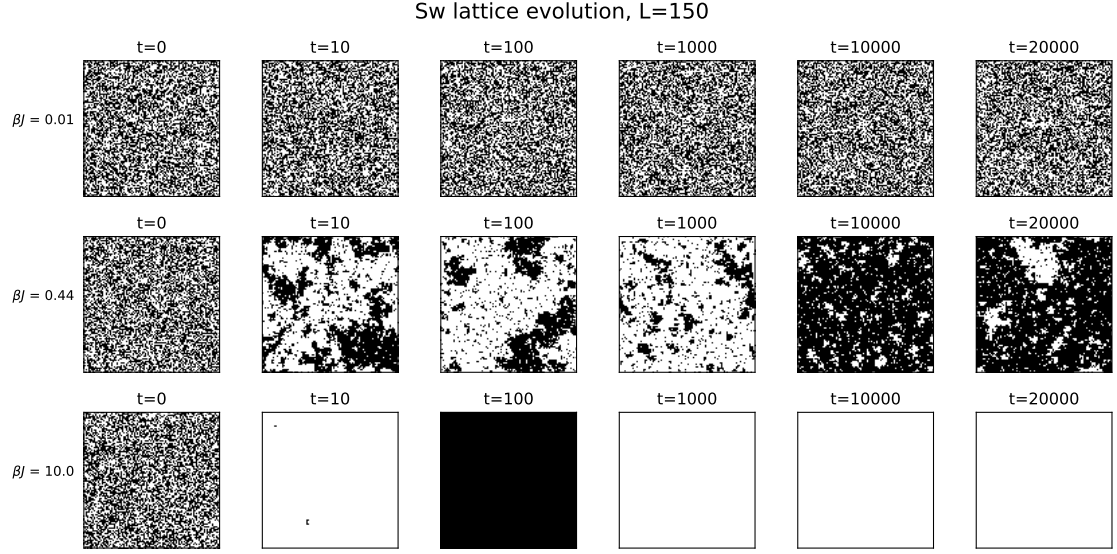 Sw lattice evolution, L=150
t=0 t=10 t=100 t=1000 t=10000 t=20000
βJ = 0.01
t=0 t=10 t=100 t=1000 t=10000 t=20000
βJ = 0.44
t=0 t=10 t=100 t=1000 t=10000 t=20000
βJ = 10.0